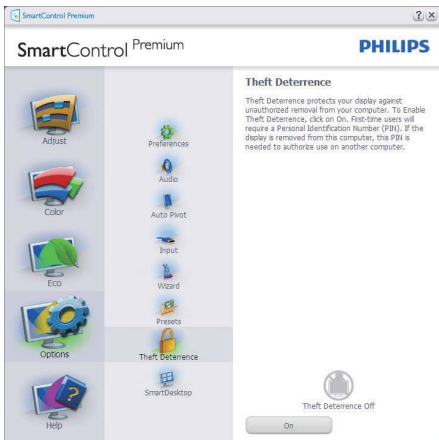 SmartControl Premium
? ×
SmartControl Premium
PHILIPS
Adjust
Color
Eco
Options
Help
Preferences
Audio
Auto Pivot
Input
Wizard
Presets
Theft Deterrence
SmartDesktop
Theft Deterrence
Theft Deterrence protects your display against
unauthorized removal from your computer. To Enable
Theft Deterrence, click on On. First-time users will
require a Personal Identification Number (PIN). If the
display is removed from this computer, this PIN is
needed to authorize use on another computer.
Theft Deterrence Off
On